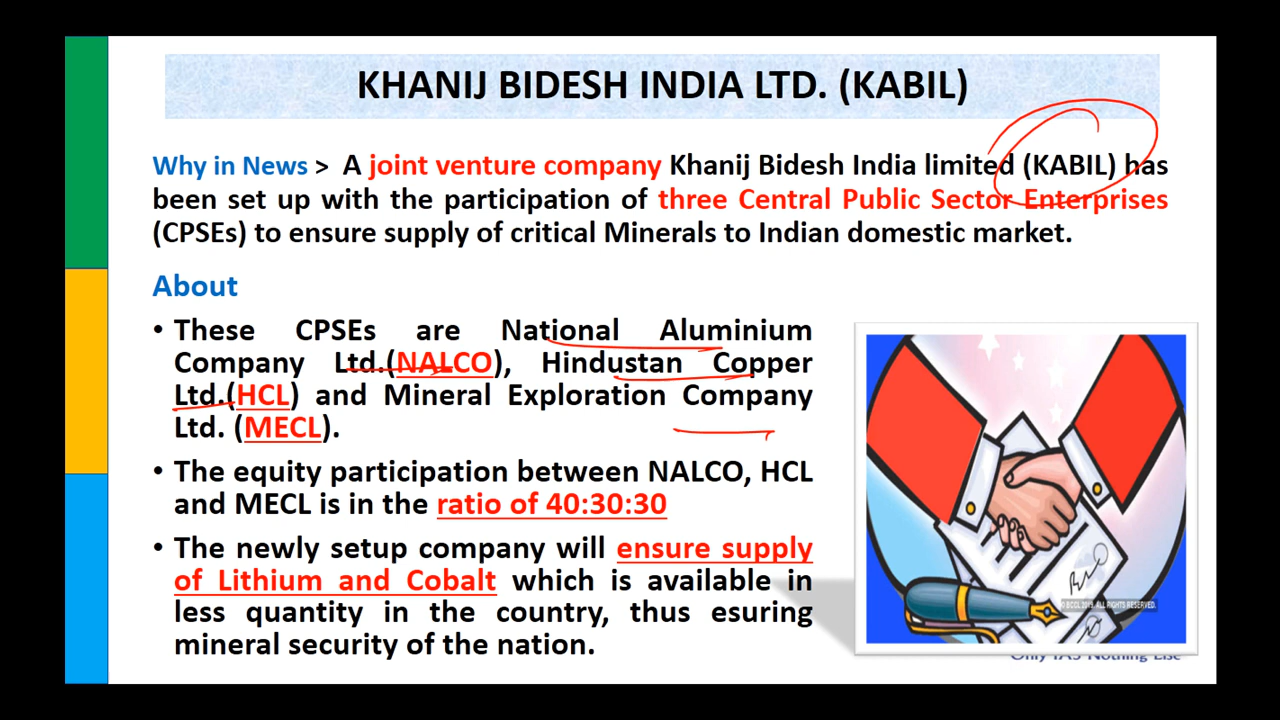 KHANIJ BIDESH INDIA LTD. (KABIL)
Why in News > A joint venture company Khanij Bidesh India limited (KABIL) has
been set up with the participation of three Central Public Sector Enterprises
(CPSEs) to ensure supply of critical Minerals to Indian domestic market.
About
• These CPSEs are National Aluminium
Company Ltd.(NALCO), Hindustan Copper
Ltd.(HCL) and Mineral Exploration Company
Ltd. (MECL).
• The equity participation between NALCO, HCL
and MECL is in the ratio of 40:30:30
• The newly setup company will ensure supply
of Lithium and Cobalt which is available in
less quantity in the country, thus esuring
mineral security of the nation.
© BCCL 2019. ALL RIGHTS RESERVED.
Only IAS Nothing Else